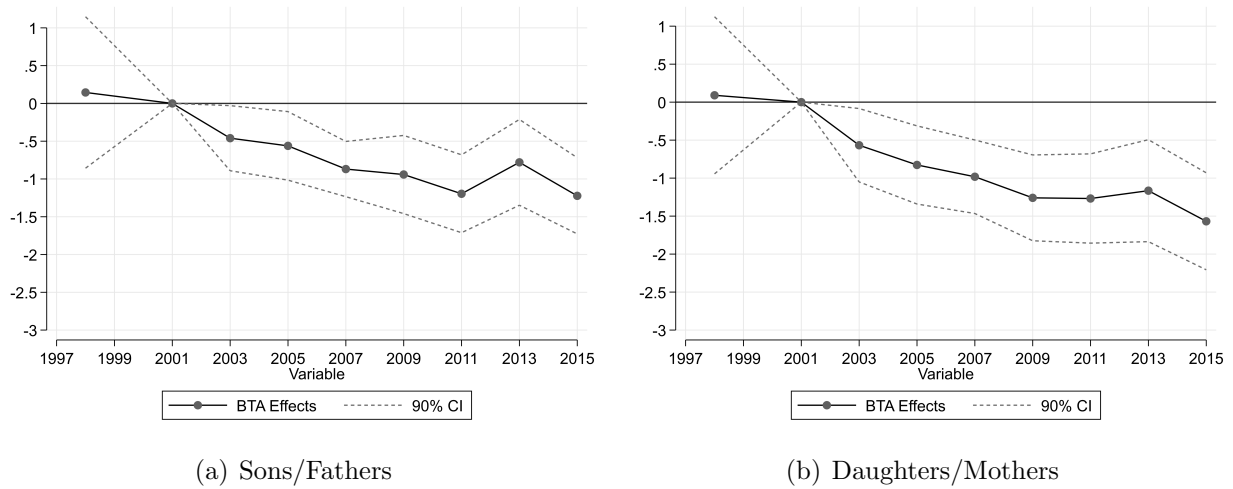 1
.5
0
-.5
-1
-1.5
-2
-2.5
-3
1997 1999 2001 2003 2005 2007 2009 2011 2013 2015
Variable
BTA Effects 90% CI
(a) Sons/Fathers
1
.5
0
-.5
-1
-1.5
-2
-2.5
-3
1997 1999 2001 2003 2005 2007 2009 2011 2013 2015
Variable
BTA Effects 90% CI
(b) Daughters/Mothers